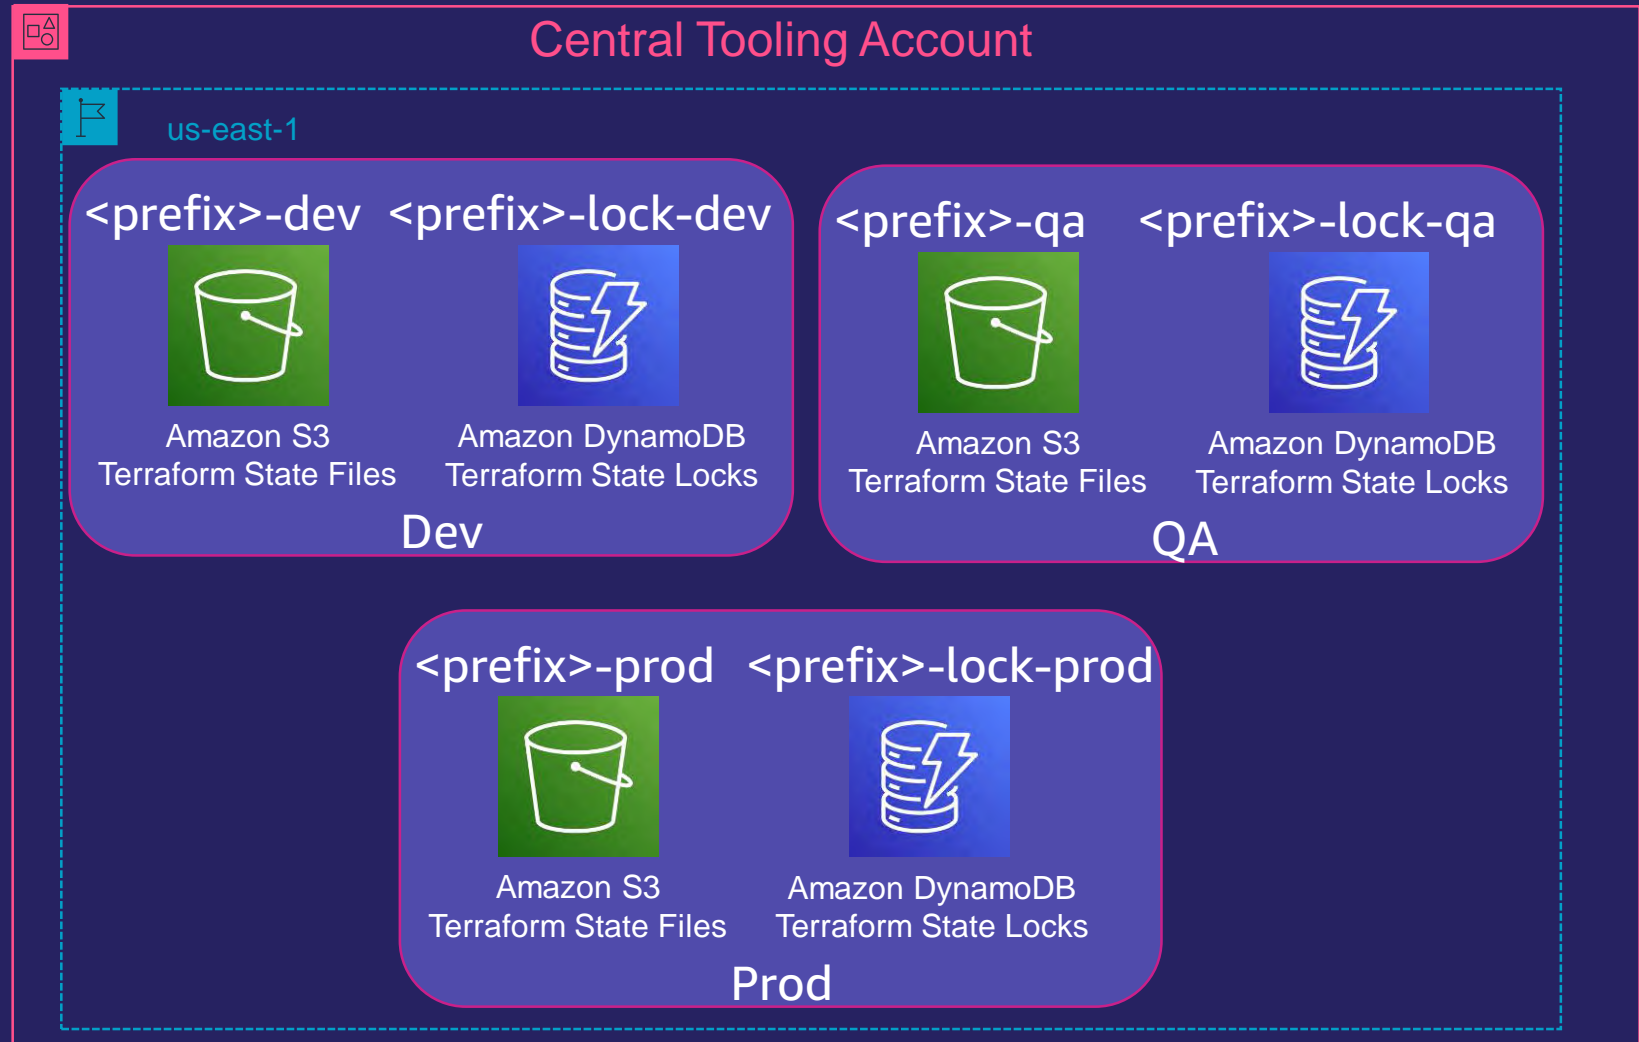 Central Tooling Account
us-east-1
<prefix>-dev
<prefix>-lock-dev
Amazon S3
Terraform State Files
Amazon DynamoDB
Terraform State Locks
Dev
<prefix>-qa
<prefix>-lock-qa
Amazon S3
Terraform State Files
Amazon DynamoDB
Terraform State Locks
QA
<prefix>-prod
<prefix>-lock-prod
Amazon S3
Terraform State Files
Amazon DynamoDB
Terraform State Locks
Prod